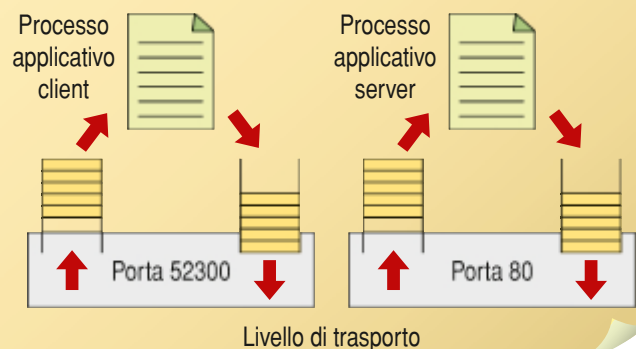 Processo
applicativo
client
Processo
applicativo
server
Porta 52300
Porta 80
Livello di trasporto